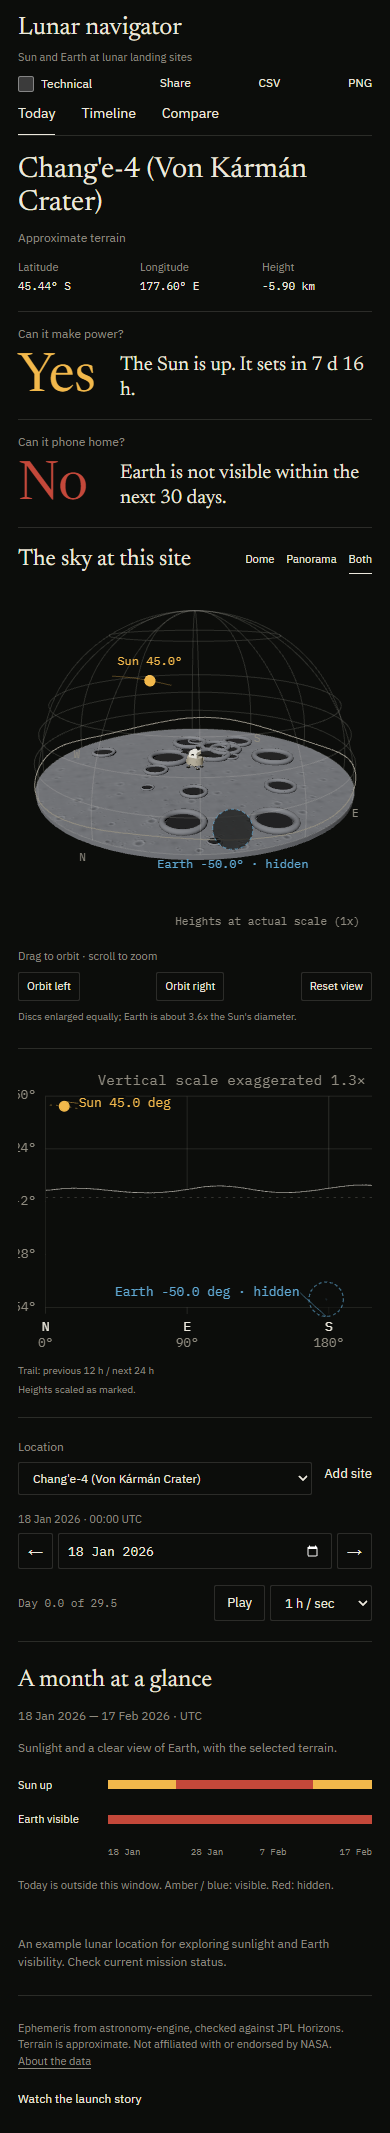 Lunar navigator
Sun and Earth at lunar landing sites
Technical Share CSV PNG
Today Timeline Compare
Chang'e-4 (Von Kármán
Crater)
Approximate terrain
Latitude Longitude Height
45.44° S 177.60° E -5.90 km
Can it make power?
Yes The Sun is up. It sets in 7 d 16
h.
Can it phone home?
No Earth is not visible within the
next 30 days.
The sky at this site Dome Panorama Both
Sun 45.0°
E
N
Earth -50.0° · hidden
Heights at actual scale (1x)
Drag to orbit · scroll to zoom
Orbit left Orbit right Reset view
Discs enlarged equally; Earth is about 3.6x the Sun's diameter.
Vertical scale exaggerated 1.3×
Sun 45.0 deg
Earth -50.0 deg · hidden
N E S
0° 90° 180°
Trail: previous 12 h / next 24 h
Heights scaled as marked.
Location
Chang'e-4 (Von Kármán Crater) Add site
18 Jan 2026 · 00:00 UTC
← 18 Jan 2026 →
Day 0.0 of 29.5 Play 1 h / sec
A month at a glance
18 Jan 2026 — 17 Feb 2026 · UTC
Sunlight and a clear view of Earth, with the selected terrain.
Sun up
Earth visible
18 Jan 28 Jan 7 Feb 17 Feb
Today is outside this window. Amber / blue: visible. Red: hidden.
An example lunar location for exploring sunlight and Earth
visibility. Check current mission status.
Ephemeris from astronomy-engine, checked against JPL Horizons.
Terrain is approximate. Not affiliated with or endorsed by NASA.
About the data
Watch the launch story